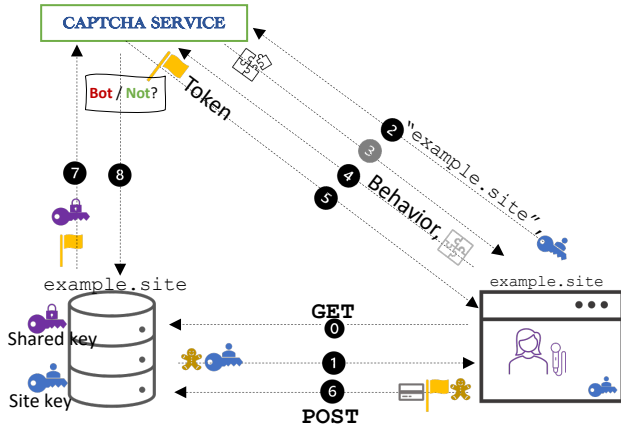 CAPTCHA SERVICE
Bot / Not?
Token
2
"example.site",
3
4
Behavior,
5
7
8
example.site
example.site
GET
0
Shared key
1
6
Site key
POST